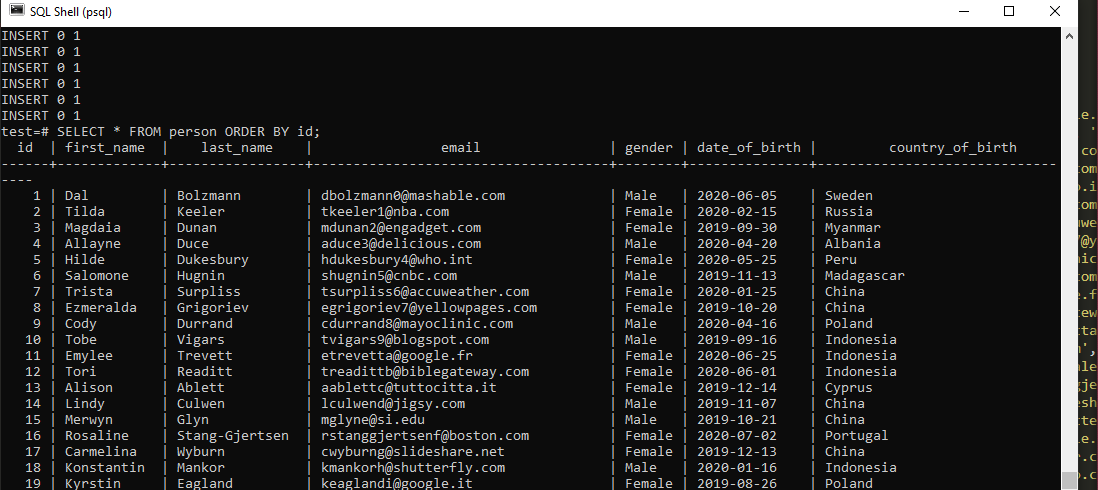 SQL Shell (psql)
INSERT 0 1
INSERT 0 1
INSERT 0 1
INSERT 0 1
INSERT 0 1
INSERT 0 1
test=# SELECT * FROM person ORDER BY id;
id | first_name | last_name | email | gender | date_of_birth | country_of_birth
1 | Dal | Bolzmann | dbolzmann0@mashable.com | Male | 2020-06-05 | Sweden
2 | Tilda | Keeler | tkeeler1@nba.com | Female | 2020-02-15 | Russia
3 | Magdaia | Dunan | mdunan2@engadget.com | Female | 2019-09-30 | Myanmar
4 | Allayne | Duce | aduce3@delicious.com | Male | 2020-04-20 | Albania
5 | Hilde | Dukesbury | hdukesbury4@who.int | Female | 2020-05-25 | Peru
6 | Salomone | Hugnin | shugnin5@cnbc.com | Male | 2019-11-13 | Madagascar
7 | Trista | Surpliss | tsurpliss6@accuweather.com | Female | 2020-01-25 | China
8 | Ezmeralda | Grigoriev | egrigoriev7@yellowpages.com | Female | 2019-10-20 | China
9 | Cody | Durrand | cdurrand8@mayoclinic.com | Male | 2020-04-16 | Poland
10 | Tobe | Vigars | tvigars9@blogspot.com | Male | 2019-09-16 | Indonesia
11 | Emylee | Trevett | etrevetta@google.fr | Female | 2020-06-25 | Indonesia
12 | Tori | Readitt | treadittb@biblegateway.com | Female | 2020-06-01 | Indonesia
13 | Alison | Ablett | aablettc@tuttocitta.it | Female | 2019-12-14 | Cyprus
14 | Lindy | Culwen | lculwend@jigsy.com | Male | 2019-11-07 | China
15 | Merwyn | Glyn | mglyne@si.edu | Male | 2019-10-21 | China
16 | Rosaline | Stang-Gjertsen | rstanggjertsenf@boston.com | Female | 2020-07-02 | Portugal
17 | Carmelina | Wyburn | cwyburng@slideshare.net | Female | 2019-12-13 | China
18 | Konstantin | Mankor | kmankorh@shutterfly.com | Male | 2020-01-16 | Indonesia
19 | Kyrstin | Eagland | keaglandi@google.it | Female | 2019-08-26 | Poland